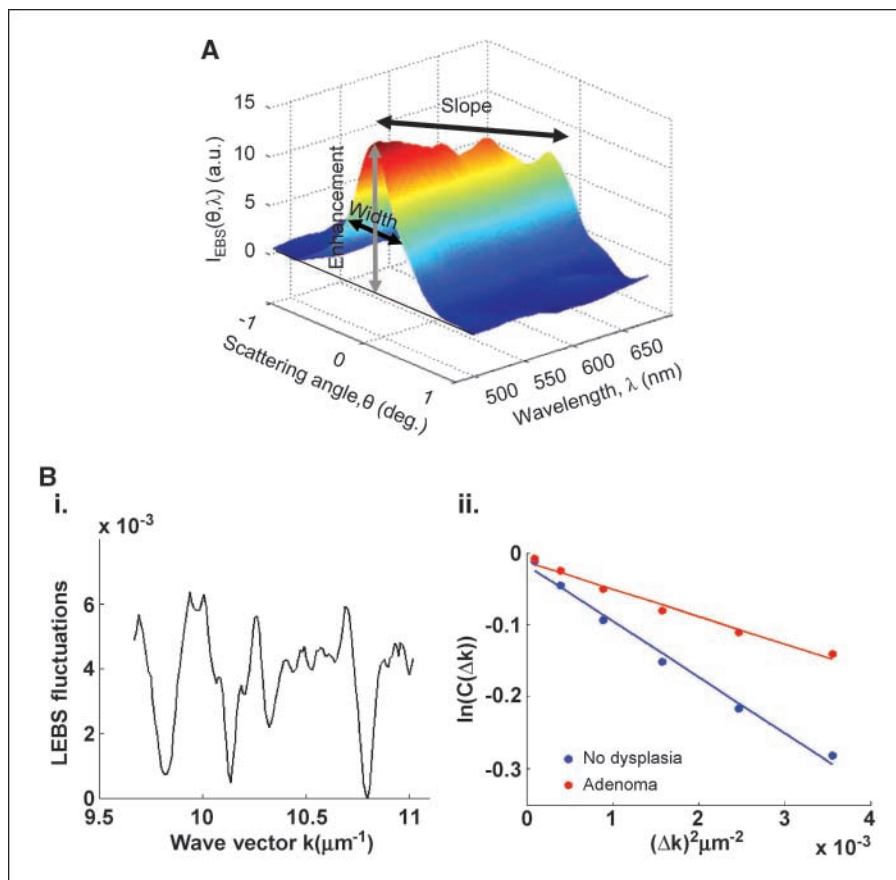 A
15
10
5
0
I_EBS(θ,λ) (a.u.)
Slope
Enhancement
Width
-1
0
1
Scattering angle,θ (deg.)
500
550
600
650
Wavelength, λ (nm)
B
i.
x 10⁻³
6
4
2
0
LEBS fluctuations
9.5
10
10.5
11
Wave vector k(μm⁻¹)
ii.
0
-0.1
-0.2
-0.3
ln(C(Δk))
No dysplasia
Adenoma
0
1
2
3
4
(Δk)²μm⁻²
x 10⁻³